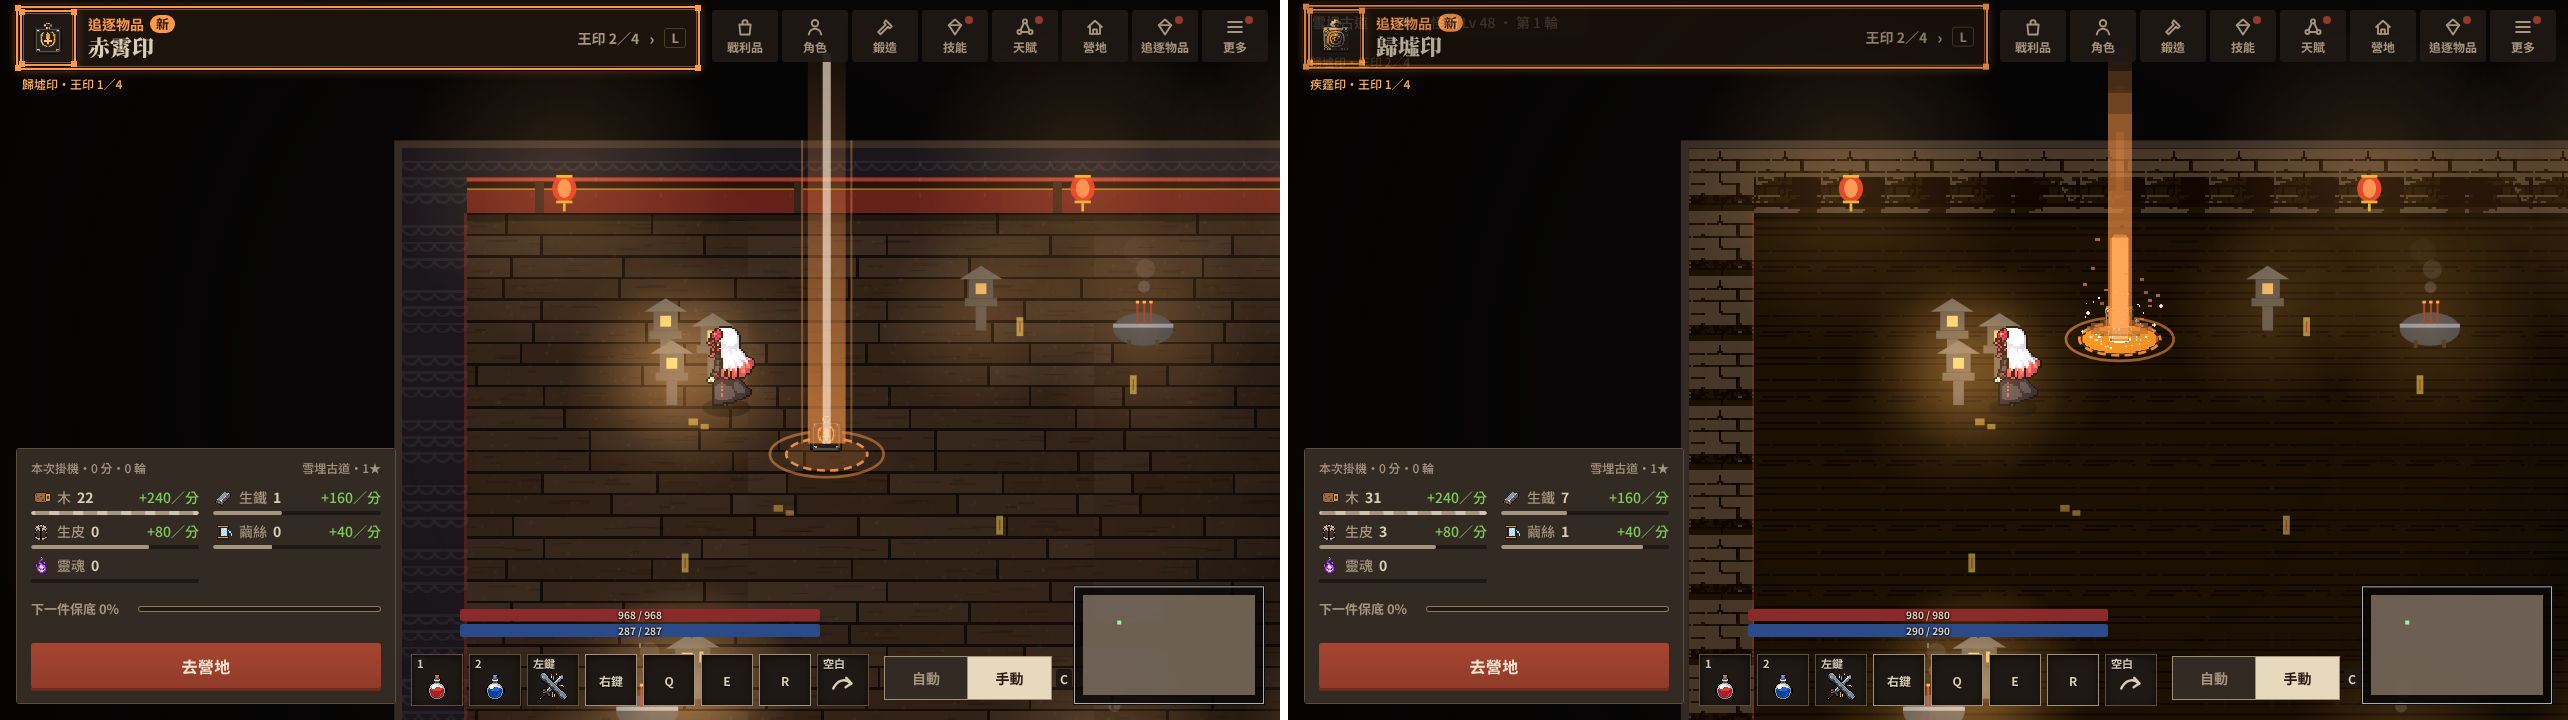 追逐物品 新
赤霄印
王印 2／4 › L
歸墟印・王印 1／4
戰利品
角色
鍛造
技能
天賦
營地
追逐物品
更多
本次掛機・0 分・0 輪
雪埋古道・1★
木 22 +240／分
生鐵 1 +160／分
生皮 0 +80／分
繭絲 0 +40／分
靈魂 0
下一件保底 0%
去營地
968 / 968
287 / 287
1
2
左鍵
右鍵
Q
E
R
空白
自動
手動
C
追逐物品 新
歸墟印
Lv 48・第 1 輪
王印 2／4 › L
疾霆印・王印 1／4
戰利品
角色
鍛造
技能
天賦
營地
追逐物品
更多
本次掛機・0 分・0 輪
雪埋古道・1★
木 31 +240／分
生鐵 7 +160／分
生皮 3 +80／分
繭絲 1 +40／分
靈魂 0
下一件保底 0%
去營地
980 / 980
290 / 290
1
2
左鍵
右鍵
Q
E
R
空白
自動
手動
C